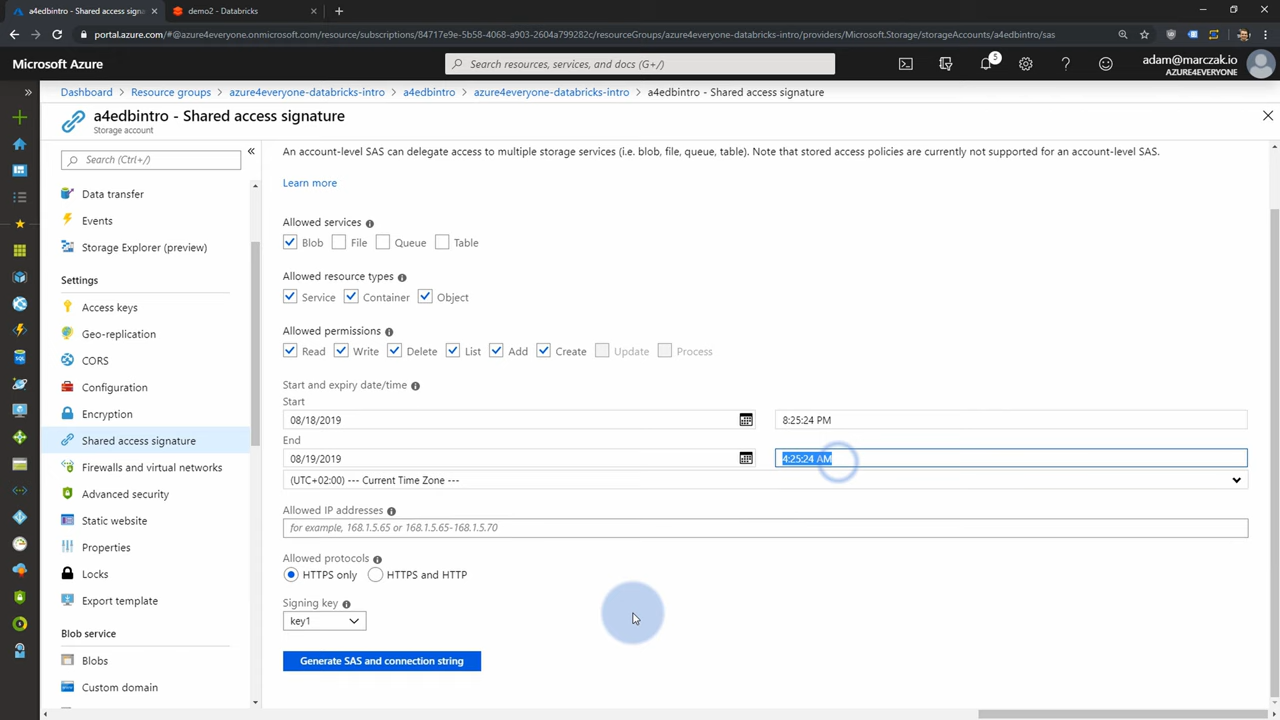 a4edbintro - Shared access signa
demo2 - Databricks
portal.azure.com/#@azure4everyone.onmicrosoft.com/resource/subscriptions/84717e9e-5b58-4068-a903-2604a799282c/resourceGroups/azure4everyone-databricks-intro/providers/Microsoft.Storage/storageAccounts/a4edbintro/sas
Microsoft Azure
Search resources, services, and docs (G+/)
5
adam@marczak.io
AZURE4EVERYONE
Dashboard > Resource groups > azure4everyone-databricks-intro > a4edbintro > azure4everyone-databricks-intro > a4edbintro - Shared access signature
a4edbintro - Shared access signature
Storage account
Search (Ctrl+/)
Data transfer
Events
Storage Explorer (preview)
Settings
Access keys
Geo-replication
CORS
Configuration
Encryption
Shared access signature
Firewalls and virtual networks
Advanced security
Static website
Properties
Locks
Export template
Blob service
Blobs
Custom domain
An account-level SAS can delegate access to multiple storage services (i.e. blob, file, queue, table). Note that stored access policies are currently not supported for an account-level SAS.
Learn more
Allowed services
Blob File Queue Table
Allowed resource types
Service Container Object
Allowed permissions
Read Write Delete List Add Create Update Process
Start and expiry date/time
Start
08/18/2019 8:25:24 PM
End
08/19/2019 4:25:24 AM
(UTC+02:00) --- Current Time Zone ---
Allowed IP addresses
for example, 168.1.5.65 or 168.1.5.65-168.1.5.70
Allowed protocols
HTTPS only HTTPS and HTTP
Signing key
key1
Generate SAS and connection string